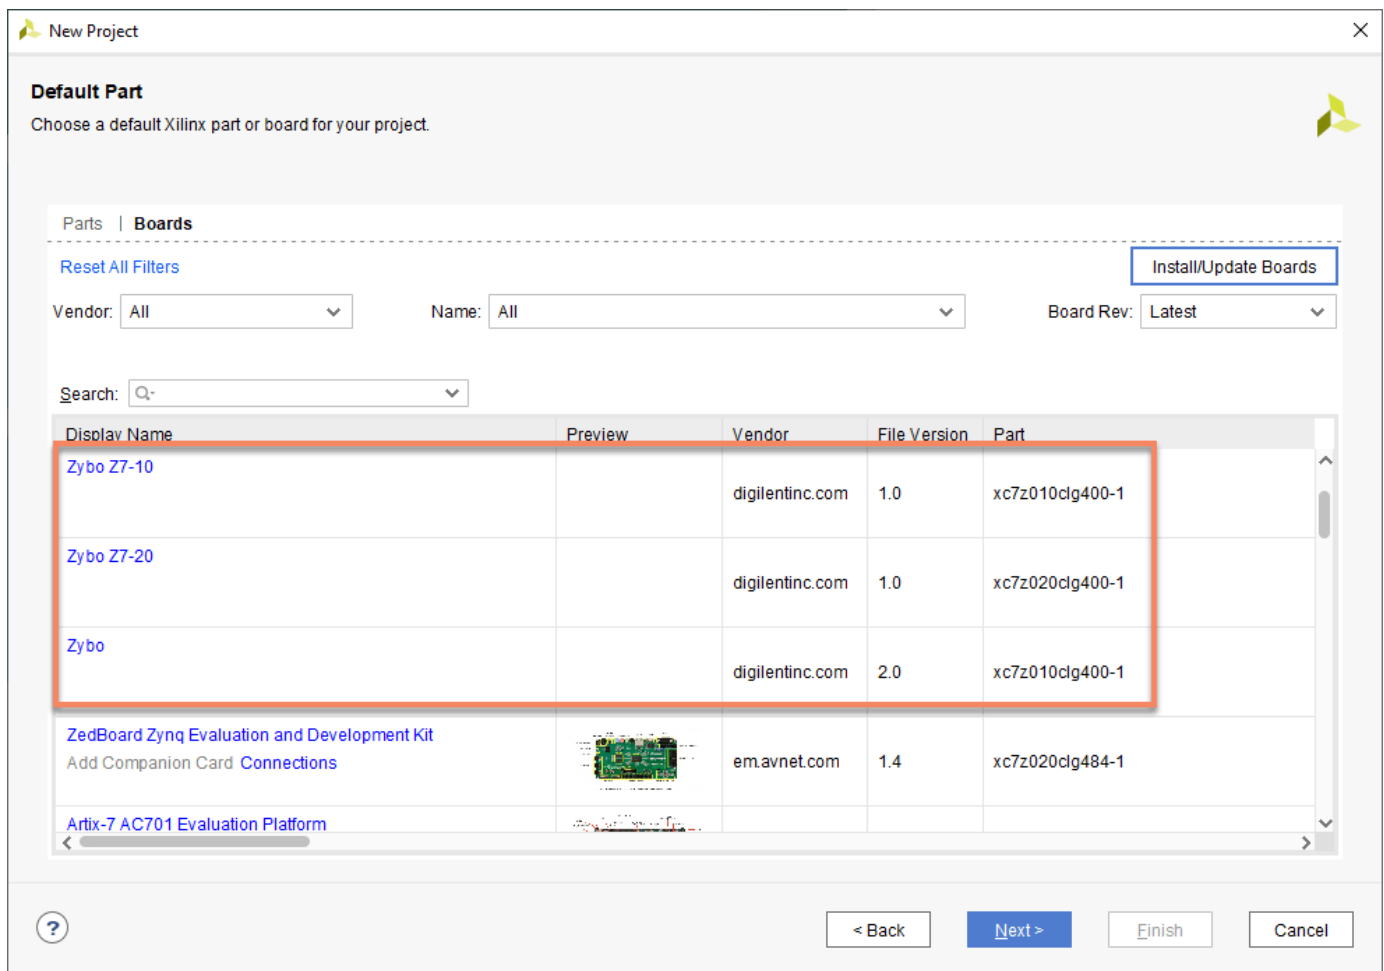 New Project
Default Part
Choose a default Xilinx part or board for your project.
Parts | Boards
Reset All Filters
Install/Update Boards
Vendor: All
Name: All
Board Rev: Latest
Search:
Display Name Preview Vendor File Version Part
Zybo Z7-10
digilentinc.com 1.0 xc7z010clg400-1
Zybo Z7-20
digilentinc.com 1.0 xc7z020clg400-1
Zybo
digilentinc.com 2.0 xc7z010clg400-1
ZedBoard Zynq Evaluation and Development Kit
Add Companion Card Connections
em.avnet.com 1.4 xc7z020clg484-1
Artix-7 AC701 Evaluation Platform
?
< Back
Next >
Finish
Cancel